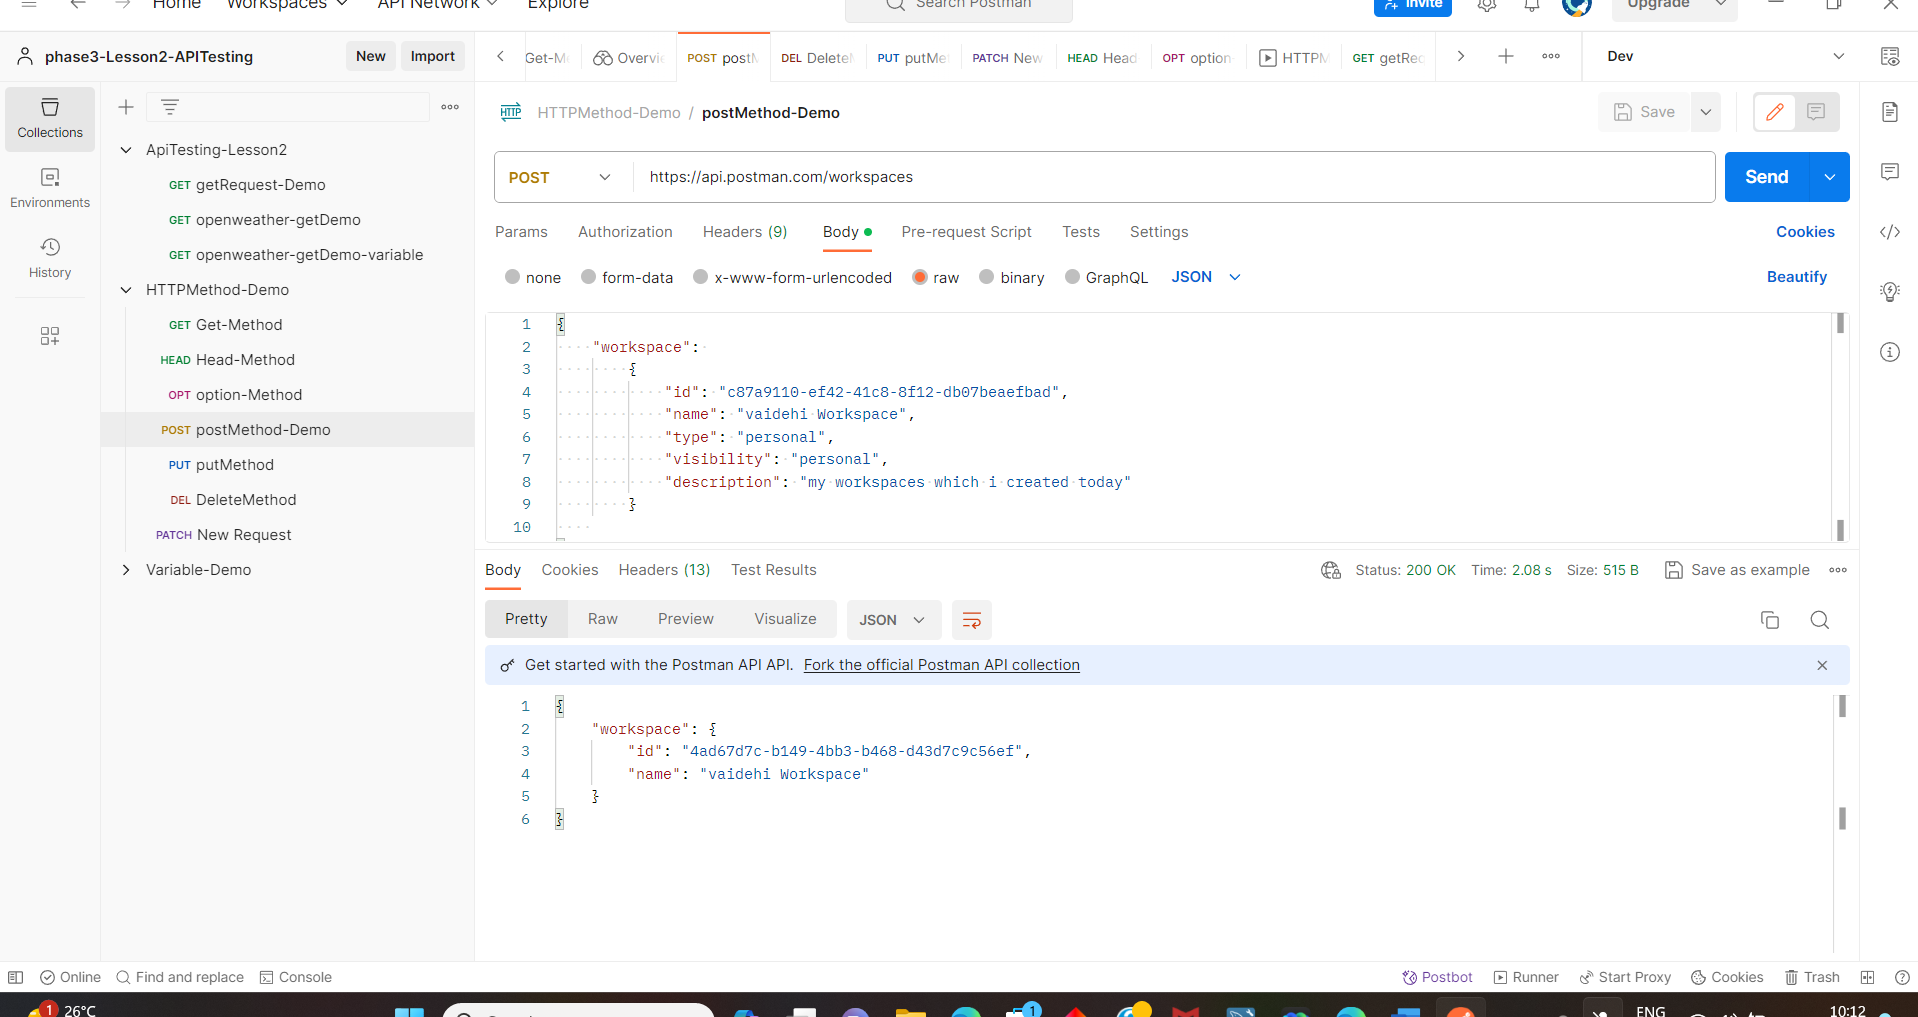 Home Workspaces API Network Explore Search Postman Invite Upgrade
phase3-Lesson2-APITesting New Import
Get-Me Overvie POST postM DEL DeleteM PUT putMet PATCH New HEAD Head OPT option HTTPM GET getRec Dev
Collections
Environments
History
ApiTesting-Lesson2
GET getRequest-Demo
GET openweather-getDemo
GET openweather-getDemo-variable
HTTPMethod-Demo
GET Get-Method
HEAD Head-Method
OPT option-Method
POST postMethod-Demo
PUT putMethod
DEL DeleteMethod
PATCH New Request
Variable-Demo
HTTP HTTPMethod-Demo / postMethod-Demo Save
POST https://api.postman.com/workspaces Send
Params Authorization Headers (9) Body Pre-request Script Tests Settings Cookies
none form-data x-www-form-urlencoded raw binary GraphQL JSON Beautify
1 {
2 "workspace":
3 {
4 "id": "c87a9110-ef42-41c8-8f12-db07beaefbad",
5 "name": "vaidehi Workspace",
6 "type": "personal",
7 "visibility": "personal",
8 "description": "my workspaces which i created today"
9 }
10
Body Cookies Headers (13) Test Results Status: 200 OK Time: 2.08 s Size: 515 B Save as example
Pretty Raw Preview Visualize JSON
Get started with the Postman API API. Fork the official Postman API collection
1 {
2 "workspace": {
3 "id": "4ad67d7c-b149-4bb3-b468-d43d7c9c56ef",
4 "name": "vaidehi Workspace"
5 }
6 }
Online Find and replace Console Postbot Runner Start Proxy Cookies Trash
1 26°C 1 ENG 10:12